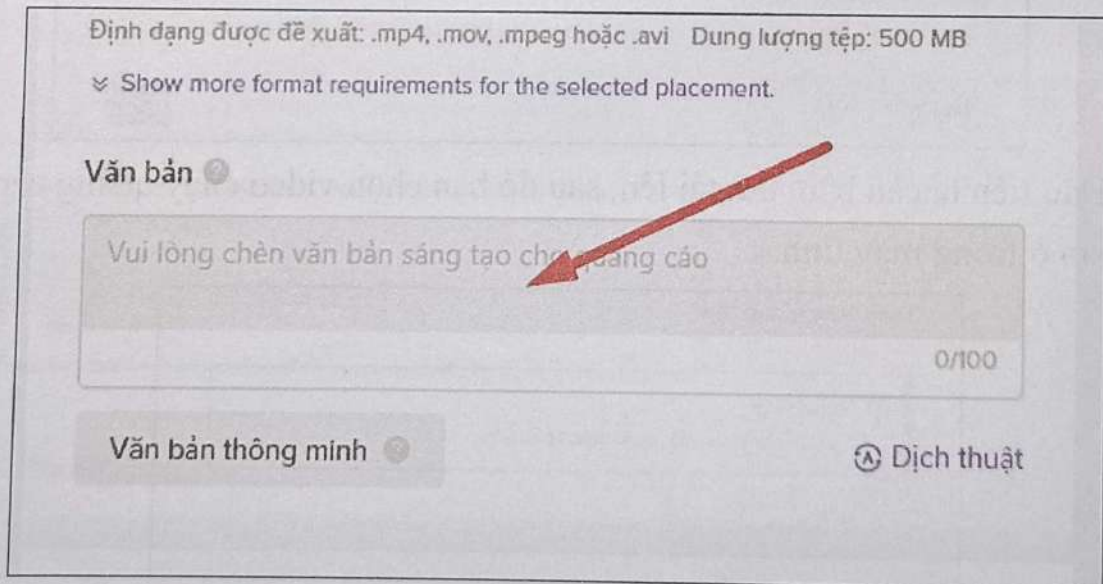 Định dạng được đề xuất: .mp4, .mov, .mpeg hoặc .avi Dung lượng tệp: 500 MB
Show more format requirements for the selected placement.
Văn bản
Vui lòng chèn văn bản sáng tạo cho quảng cáo
0/100
Văn bản thông minh
Dịch thuật